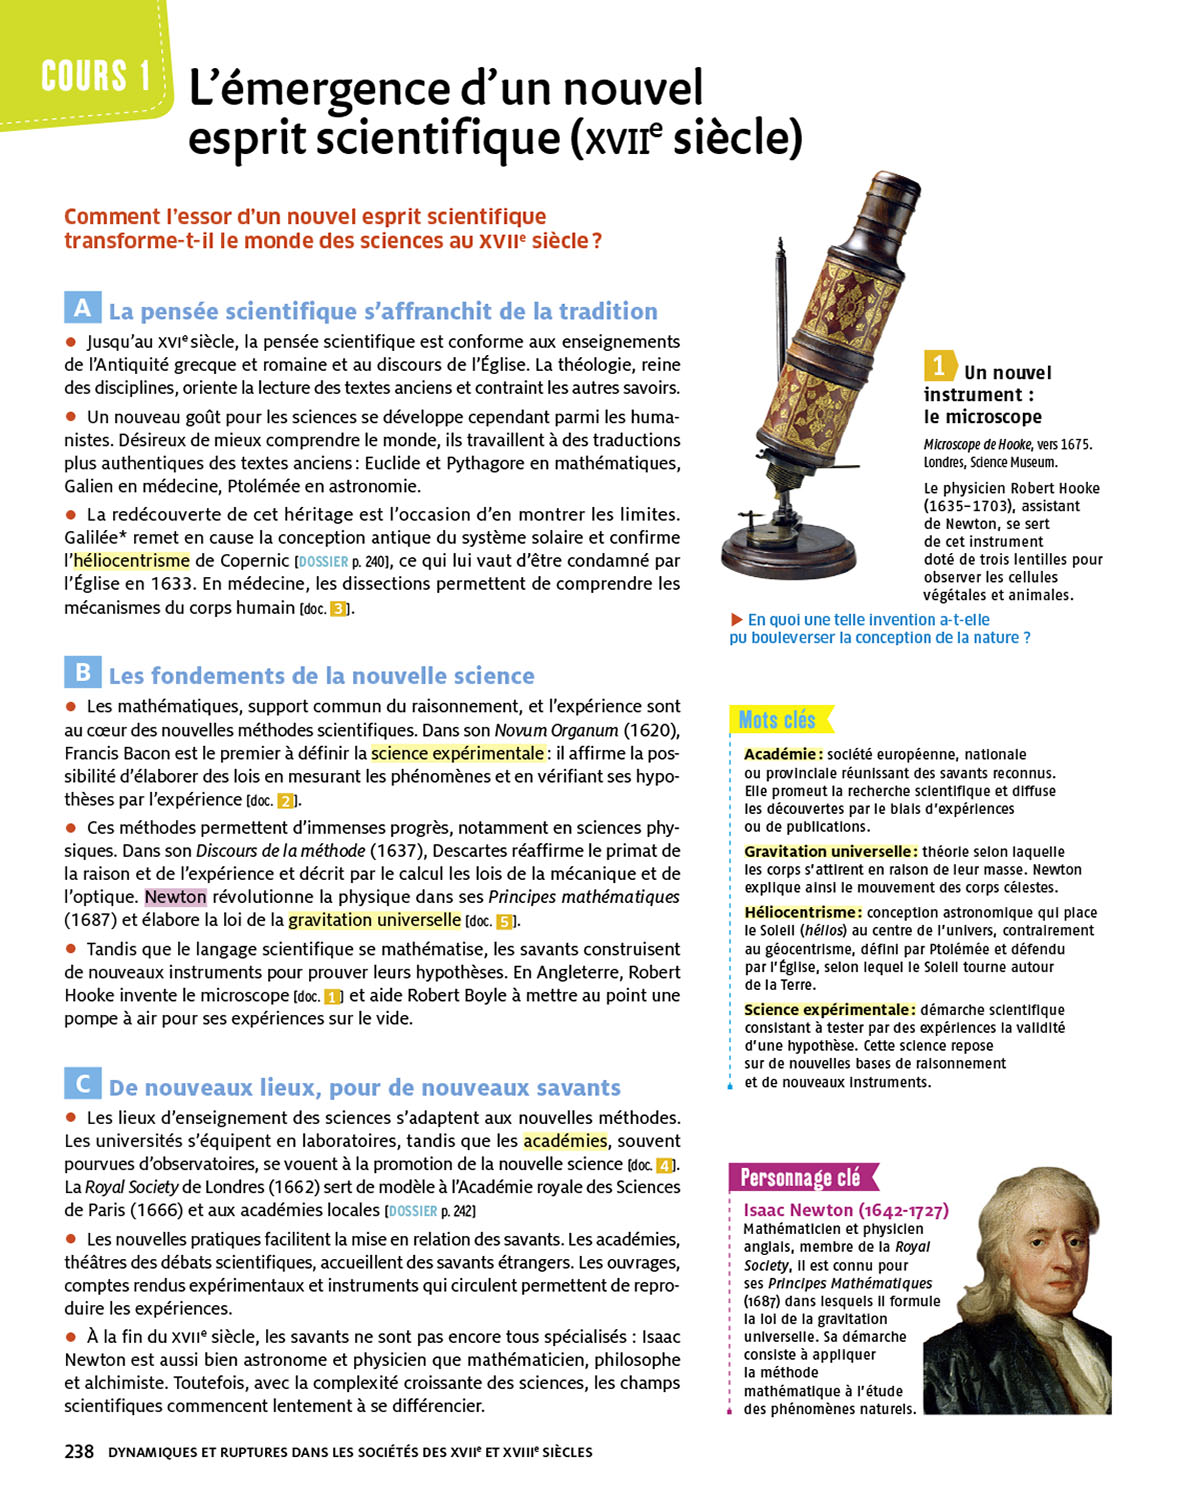 COURS 1
L’émergence d’un nouvel
esprit scientifique (XVIIe siècle)
Comment l’essor d’un nouvel esprit scientifique
transforme-t-il le monde des sciences au XVIIe siècle ?
A La pensée scientifique s’affranchit de la tradition
• Jusqu’au XVIe siècle, la pensée scientifique est conforme aux enseignements
de l’Antiquité grecque et romaine et au discours de l’Église. La théologie, reine
des disciplines, oriente la lecture des textes anciens et contraint les autres savoirs.
• Un nouveau goût pour les sciences se développe cependant parmi les huma-
nistes. Désireux de mieux comprendre le monde, ils travaillent à des traductions
plus authentiques des textes anciens : Euclide et Pythagore en mathématiques,
Galien en médecine, Ptolémée en astronomie.
• La redécouverte de cet héritage est l’occasion d’en montrer les limites.
Galilée* remet en cause la conception antique du système solaire et confirme
l’héliocentrisme de Copernic [DOSSIER p. 240], ce qui lui vaut d’être condamné par
l’Église en 1633. En médecine, les dissections permettent de comprendre les
mécanismes du corps humain [doc. 3].
B Les fondements de la nouvelle science
• Les mathématiques, support commun du raisonnement, et l’expérience sont
au cœur des nouvelles méthodes scientifiques. Dans son Novum Organum (1620),
Francis Bacon est le premier à définir la science expérimentale : il affirme la pos-
sibilité d’élaborer des lois en mesurant les phénomènes et en vérifiant ses hypo-
thèses par l’expérience [doc. 2].
• Ces méthodes permettent d’immenses progrès, notamment en sciences phy-
siques. Dans son Discours de la méthode (1637), Descartes réaffirme le primat de
la raison et de l’expérience et décrit par le calcul les lois de la mécanique et de
l’optique. Newton révolutionne la physique dans ses Principes mathématiques
(1687) et élabore la loi de la gravitation universelle [doc. 5].
• Tandis que le langage scientifique se mathématise, les savants construisent
de nouveaux instruments pour prouver leurs hypothèses. En Angleterre, Robert
Hooke invente le microscope [doc. 1] et aide Robert Boyle à mettre au point une
pompe à air pour ses expériences sur le vide.
C De nouveaux lieux, pour de nouveaux savants
• Les lieux d’enseignement des sciences s’adaptent aux nouvelles méthodes.
Les universités s’équipent en laboratoires, tandis que les académies, souvent
pourvues d’observatoires, se vouent à la promotion de la nouvelle science [doc. 4].
La Royal Society de Londres (1662) sert de modèle à l’Académie royale des Sciences
de Paris (1666) et aux académies locales [DOSSIER p. 242]
• Les nouvelles pratiques facilitent la mise en relation des savants. Les académies,
théâtres des débats scientifiques, accueillent des savants étrangers. Les ouvrages,
comptes rendus expérimentaux et instruments qui circulent permettent de repro-
duire les expériences.
• À la fin du XVIIe siècle, les savants ne sont pas encore tous spécialisés : Isaac
Newton est aussi bien astronome et physicien que mathématicien, philosophe
et alchimiste. Toutefois, avec la complexité croissante des sciences, les champs
scientifiques commencent lentement à se différencier.
1 Un nouvel
instrument :
le microscope
Microscope de Hooke, vers 1675.
Londres, Science Museum.
Le physicien Robert Hooke
(1635-1703), assistant
de Newton, se sert
de cet instrument
doté de trois lentilles pour
observer les cellules
végétales et animales.
▶ En quoi une telle invention a-t-elle
pu bouleverser la conception de la nature ?
Mots clés
Académie : société européenne, nationale
ou provinciale réunissant des savants reconnus.
Elle promeut la recherche scientifique et diffuse
les découvertes par le biais d’expériences
ou de publications.
Gravitation universelle : théorie selon laquelle
les corps s’attirent en raison de leur masse. Newton
explique ainsi le mouvement des corps célestes.
Héliocentrisme : conception astronomique qui place
le Soleil (hélios) au centre de l’univers, contrairement
au géocentrisme, défini par Ptolémée et défendu
par l’Église, selon lequel le Soleil tourne autour
de la Terre.
Science expérimentale : démarche scientifique
consistant à tester par des expériences la validité
d’une hypothèse. Cette science repose
sur de nouvelles bases de raisonnement
et de nouveaux instruments.
Personnage clé
Isaac Newton (1642-1727)
Mathématicien et physicien
anglais, membre de la Royal
Society, il est connu pour
ses Principes Mathématiques
(1687) dans lesquels il formule
la loi de la gravitation
universelle. Sa démarche
consiste à appliquer
la méthode
mathématique à l’étude
des phénomènes naturels.
238 DYNAMIQUES ET RUPTURES DANS LES SOCIÉTÉS DES XVIIe ET XVIIIe SIÈCLES